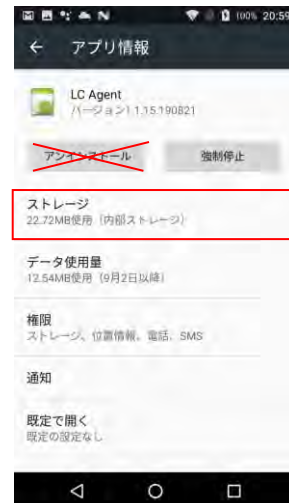 100% 20:59
アプリ情報
LC Agent
バージョン1.15.190821
アンインストール 強制停止
ストレージ
22.72MB使用（内部ストレージ）
データ使用量
12.54MB使用（9月2日以降）
権限
ストレージ、位置情報、電話、SMS
通知
既定で開く
既定の設定なし